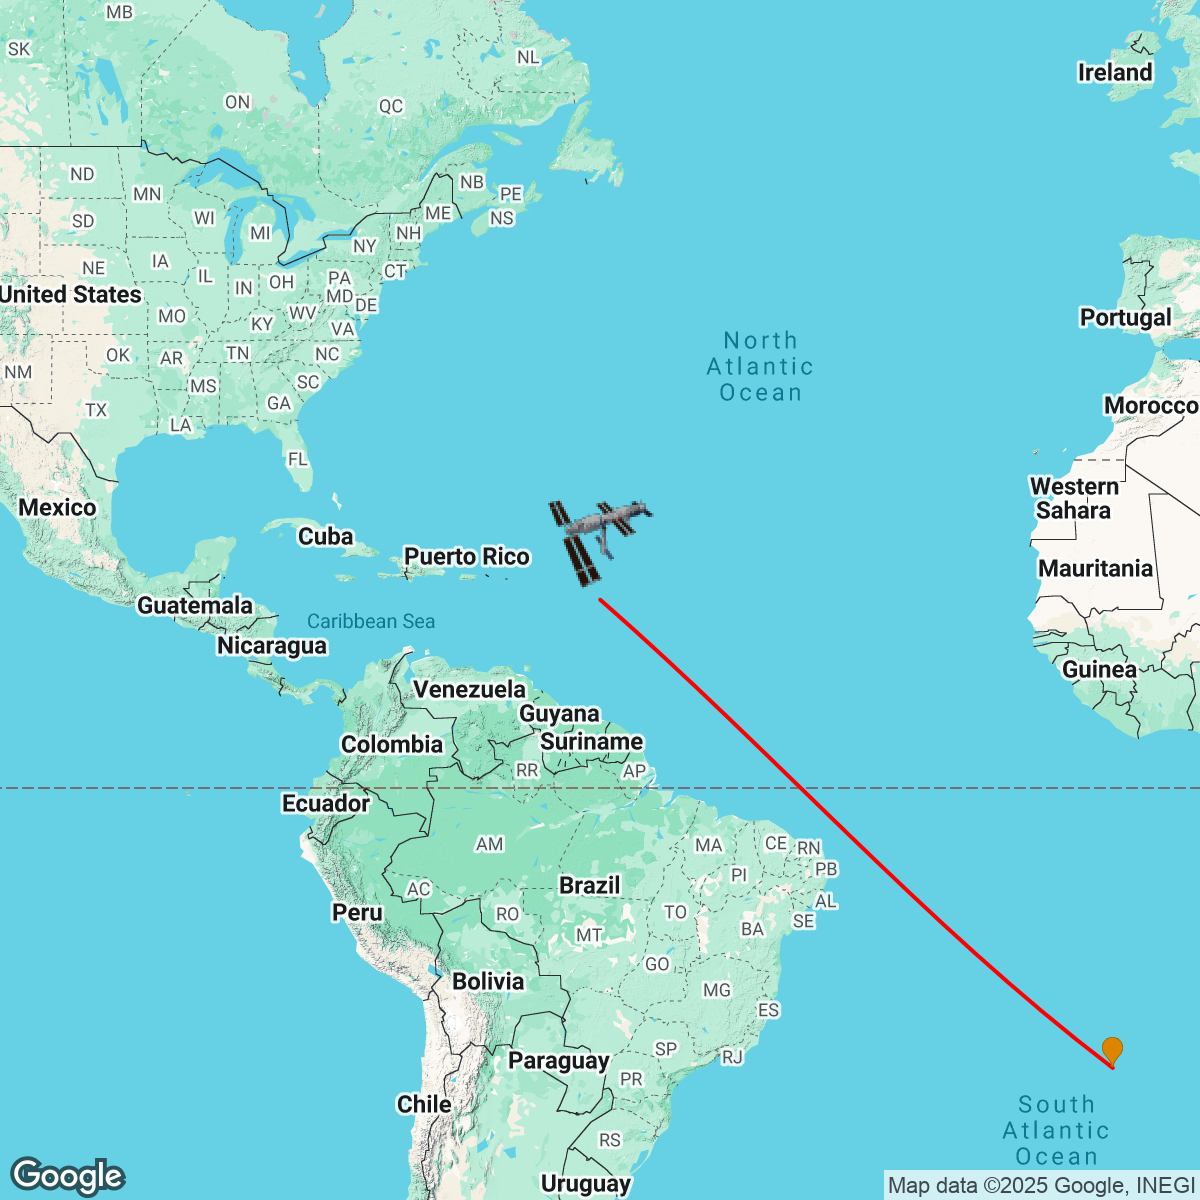 MB
SK
NL
Ireland
ON
QC
ND
MN
NB
PE
SD
WI
MI
ME
NS
NY
NH
NE
IA
IL
IN
OH
PA
CT
United States
MD
DE
MO
WV
KY
VA
Portugal
North
Atlantic
Ocean
OK
AR
TN
NC
NM
MS
SC
TX
GA
LA
Morocco
FL
Western
Sahara
Mexico
Cuba
Puerto Rico
Mauritania
Guatemala
Caribbean Sea
Nicaragua
Guinea
Venezuela
Guyana
Suriname
Colombia
RR
AP
Ecuador
AM
MA
CE
RN
PI
PB
AC
Brazil
AL
Peru
RO
TO
SE
MT
BA
GO
Bolivia
MG
ES
SP
RJ
Paraguay
PR
Chile
South
Atlantic
Ocean
RS
Uruguay
Google
Map data ©2025 Google, INEGI